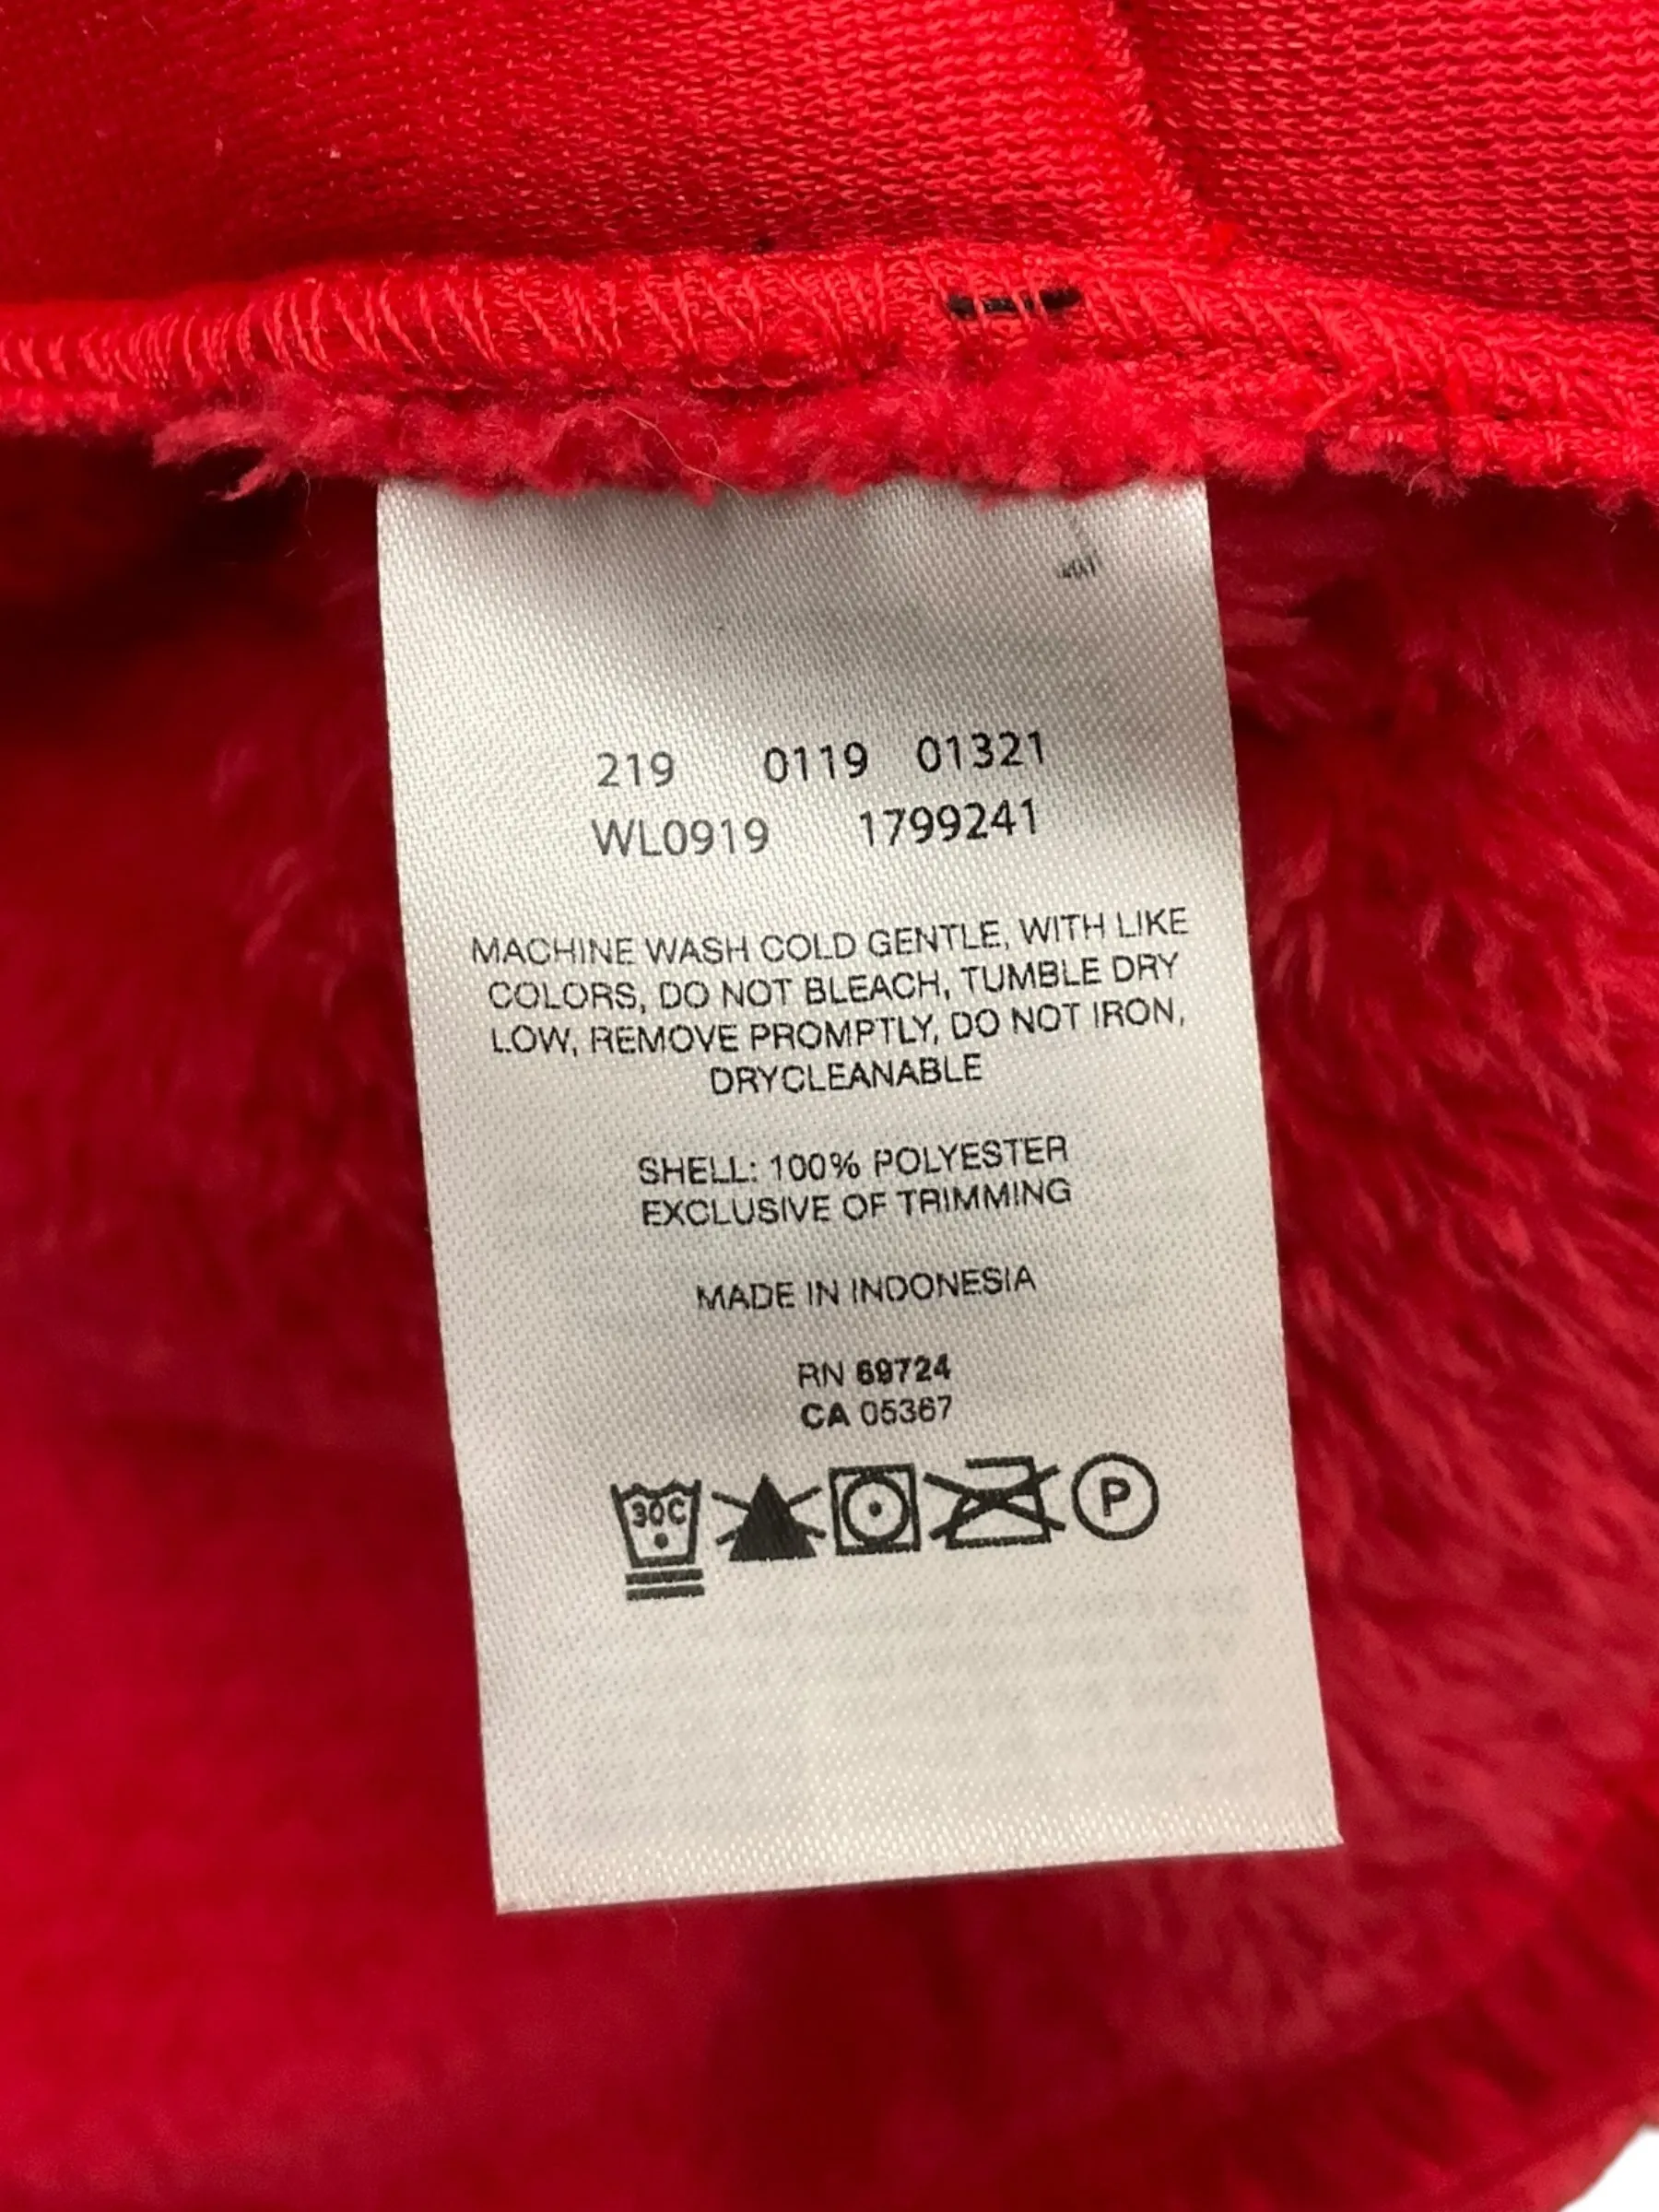 219 0119 01321
WL0919 1799241
MACHINE WASH COLD GENTLE, WITH LIKE
COLORS, DO NOT BLEACH, TUMBLE DRY
LOW, REMOVE PROMPTLY, DO NOT IRON,
DRYCLEANABLE
SHELL: 100% POLYESTER
EXCLUSIVE OF TRIMMING
MADE IN INDONESIA
RN 69724
CA 05367
30C P